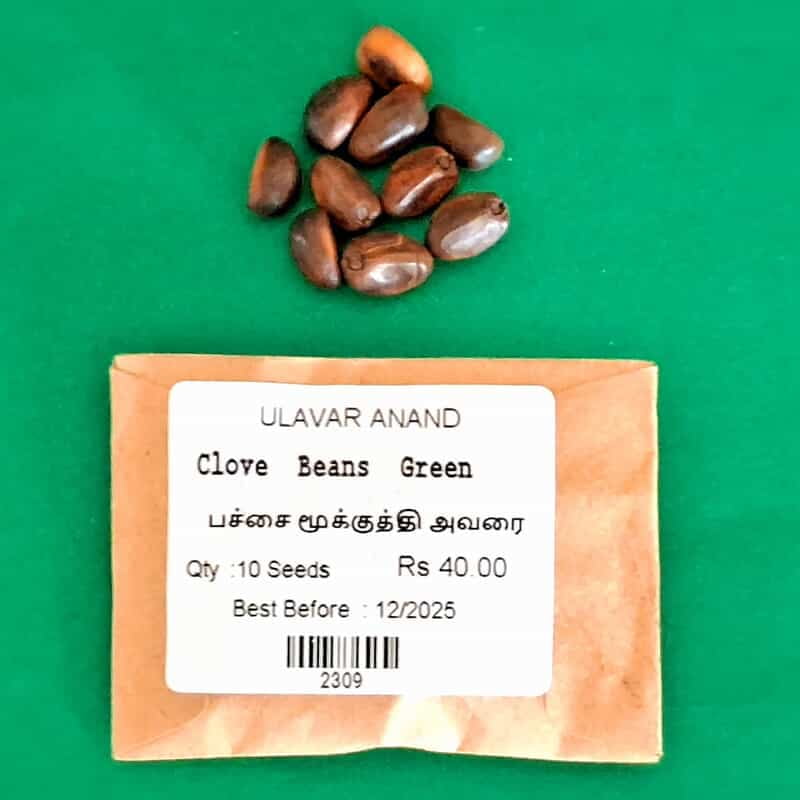 ULAVAR ANAND
Clove Beans Green
பச்சை மூக்குத்தி அவரை
Qty :10 Seeds Rs 40.00
Best Before : 12/2025
2309